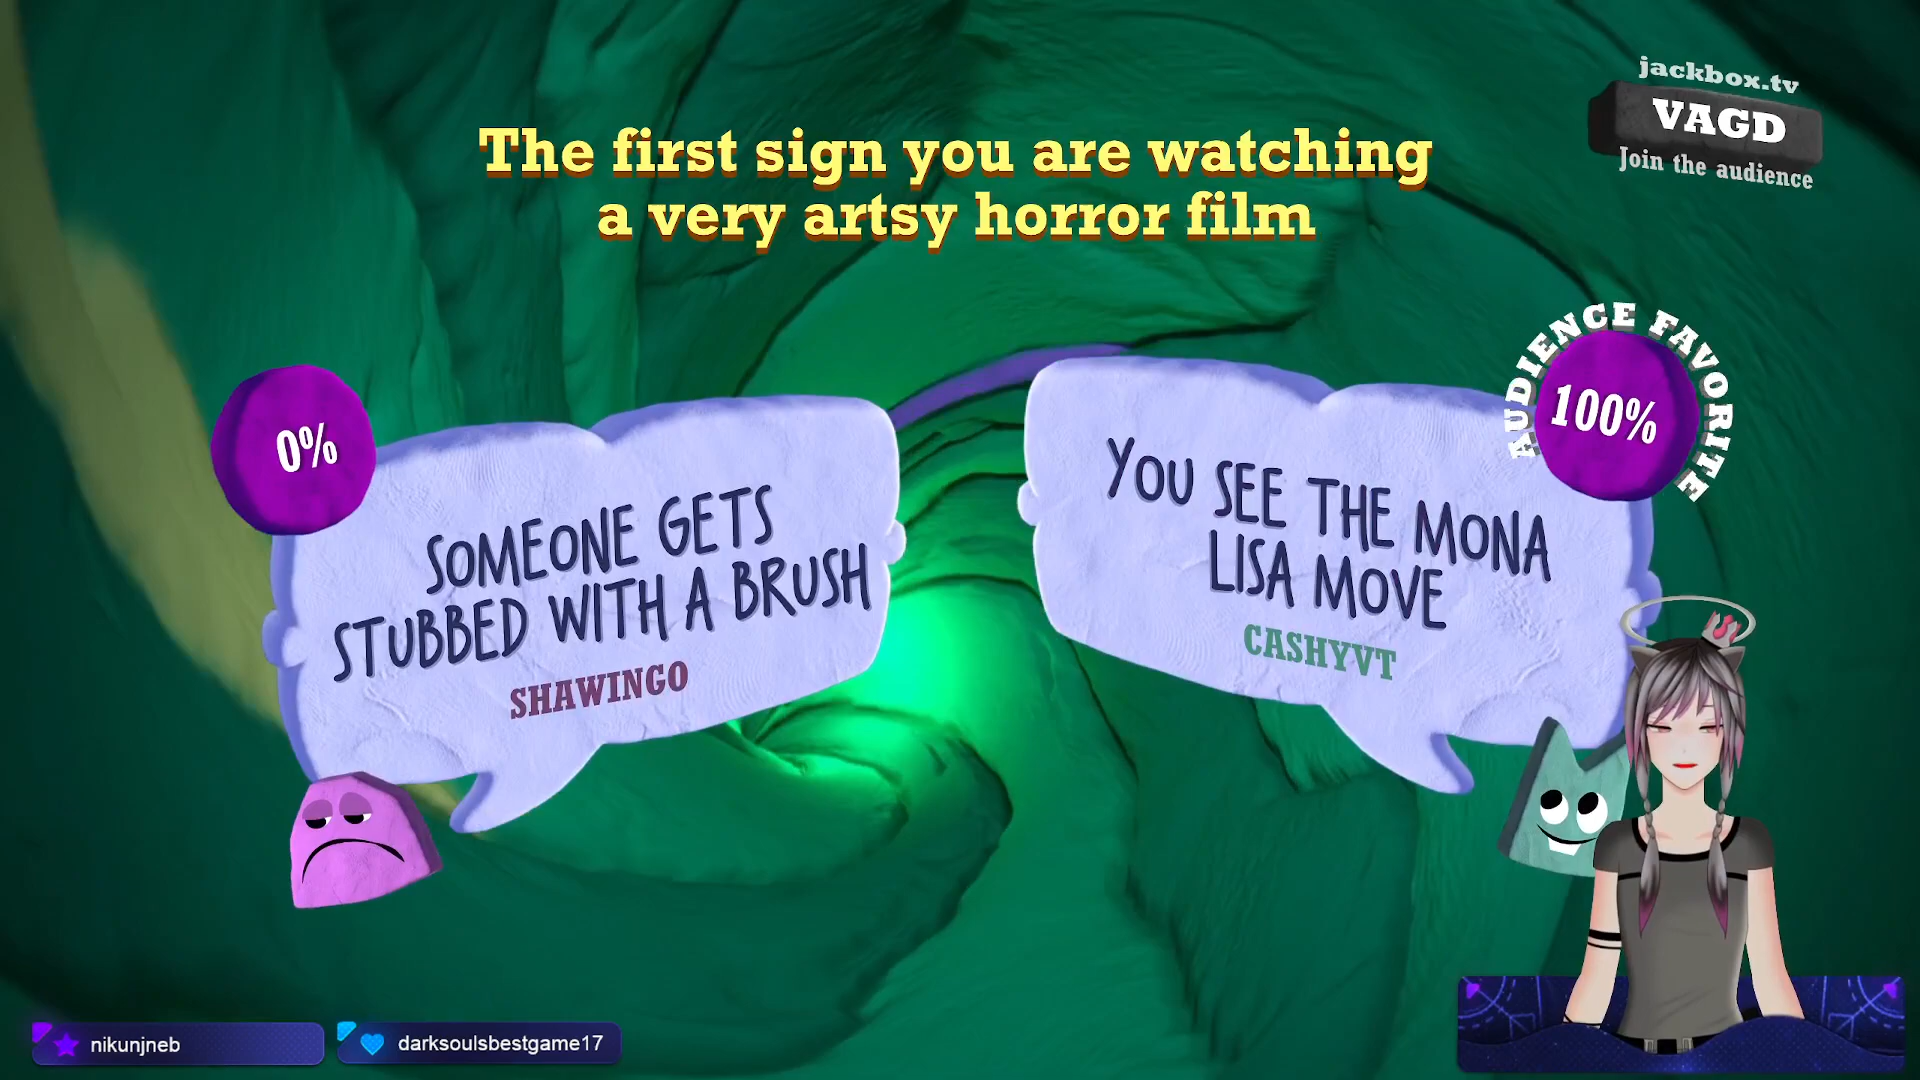 jackbox.tv
VAGD
Join the audience
The first sign you are watching
a very artsy horror film
0%
SOMEONE GETS
STUBBED WITH A BRUSH
SHAWINGO
AUDIENCE FAVORITE
100%
YOU SEE THE MONA
LISA MOVE
CASHYVT
nikunjneb
darksoulsbestgame17